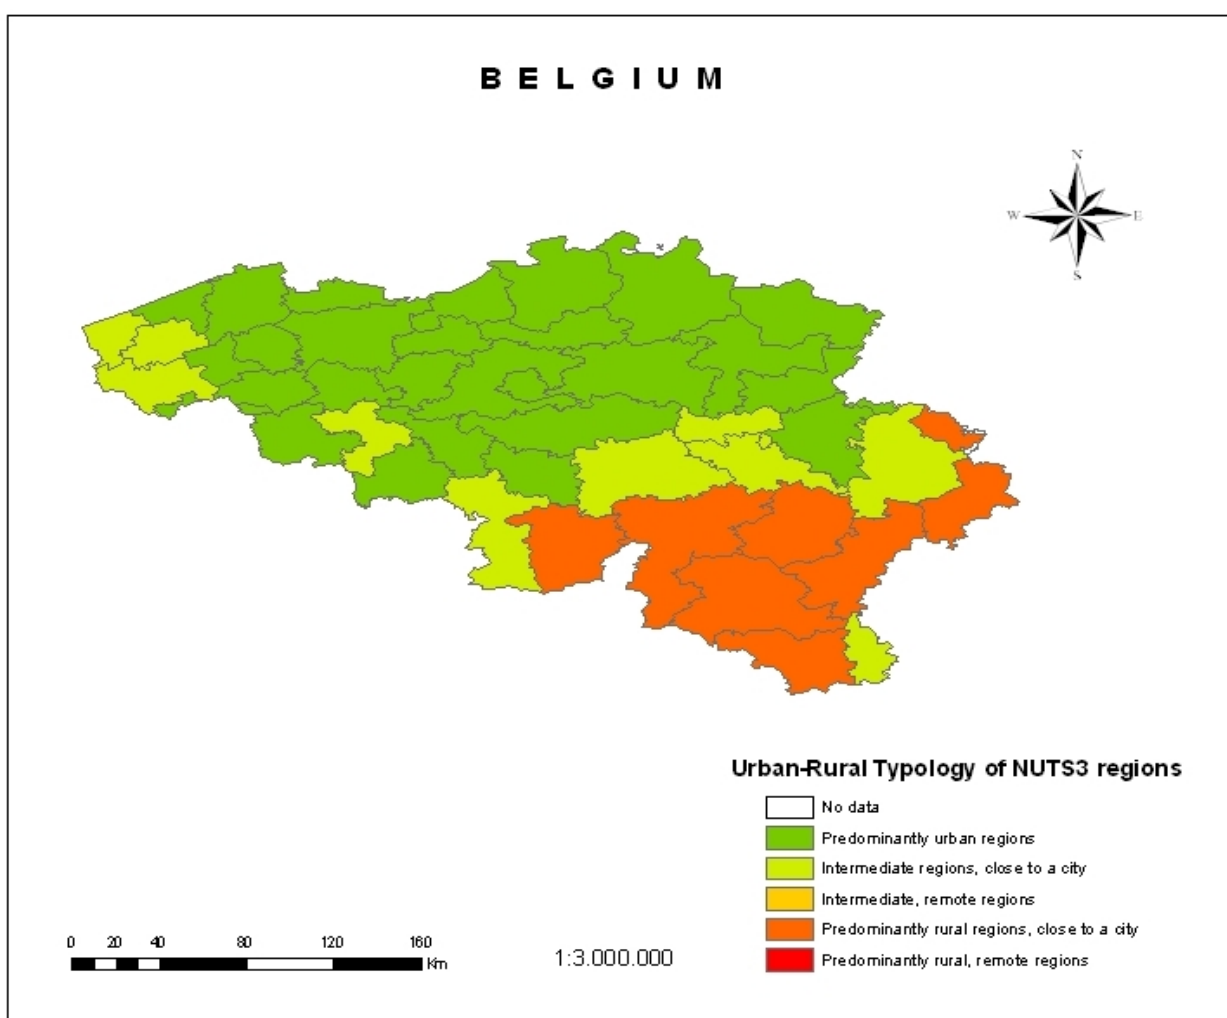 B E L G I U M
N
W E
S
Urban-Rural Typology of NUTS3 regions
No data
Predominantly urban regions
Intermediate regions, close to a city
Intermediate, remote regions
Predominantly rural regions, close to a city
Predominantly rural, remote regions
0 20 40 80 120 160
Km
1:3.000.000